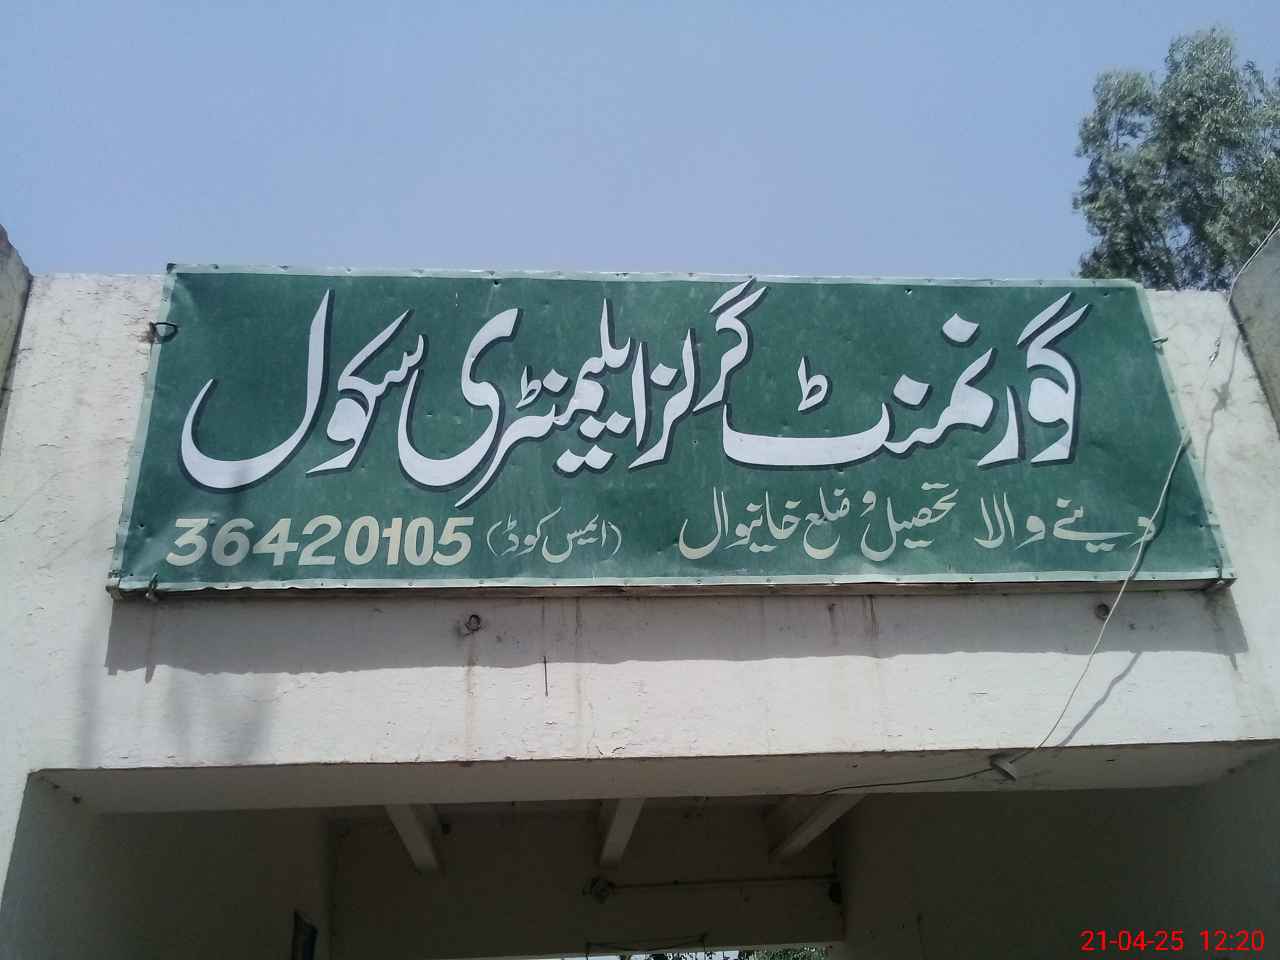 گورنمنٹ گرلز ایلیمنٹری سکول
دینے والا تحصیل و ضلع خانیوال (ایمس کوڈ) 36420105
21-04-25 12:20